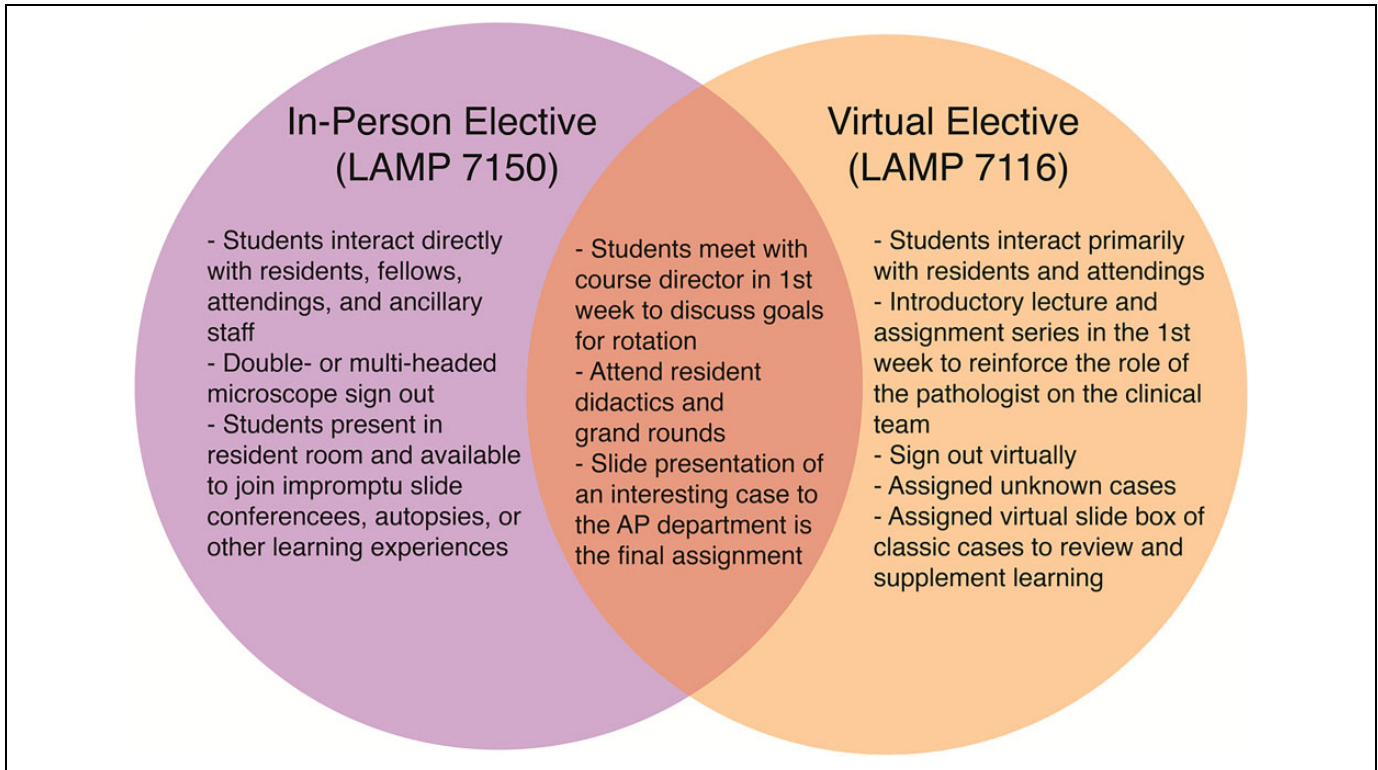 In-Person Elective
(LAMP 7150)
- Students interact directly
with residents, fellows,
attendings, and ancillary
staff
- Double- or multi-headed
microscope sign out
- Students present in
resident room and available
to join impromptu slide
conferencees, autopsies, or
other learning experiences
- Students meet with
course director in 1st
week to discuss goals
for rotation
- Attend resident
didactics and
grand rounds
- Slide presentation of
an interesting case to
the AP department is
the final assignment
Virtual Elective
(LAMP 7116)
- Students interact primarily
with residents and attendings
- Introductory lecture and
assignment series in the 1st
week to reinforce the role of
the pathologist on the clinical
team
- Sign out virtually
- Assigned unknown cases
- Assigned virtual slide box of
classic cases to review and
supplement learning